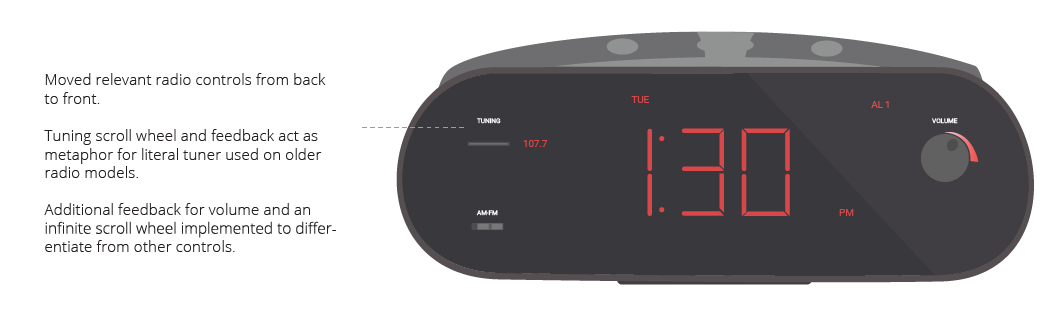 Moved relevant radio controls from back
to front.
Tuning scroll wheel and feedback act as
metaphor for literal tuner used on older
radio models.
Additional feedback for volume and an
infinite scroll wheel implemented to differ-
entiate from other controls.
TUE
AL 1
TUNING
VOLUME
107.7
1:30
AM-FM
PM